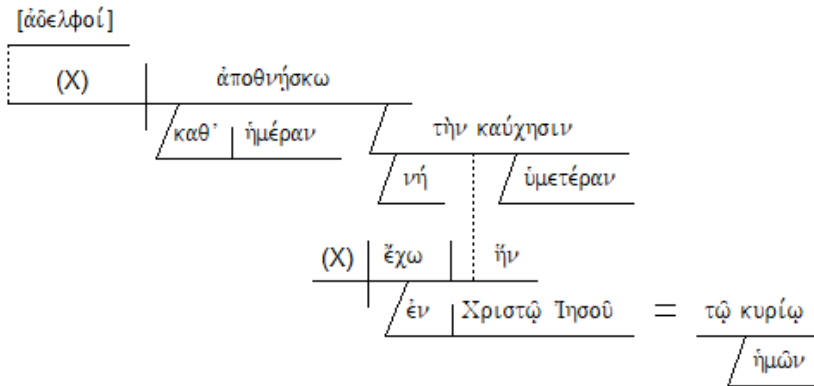 [ἀδελφοί]
(X) ἀποθνῄσκω
καθ᾿ ἡμέραν τὴν καύχησιν
νή ὑμετέραν
(X) ἔχω ἥν
ἐν Χριστῷ Ἰησοῦ = τῷ κυρίῳ
ἡμῶν